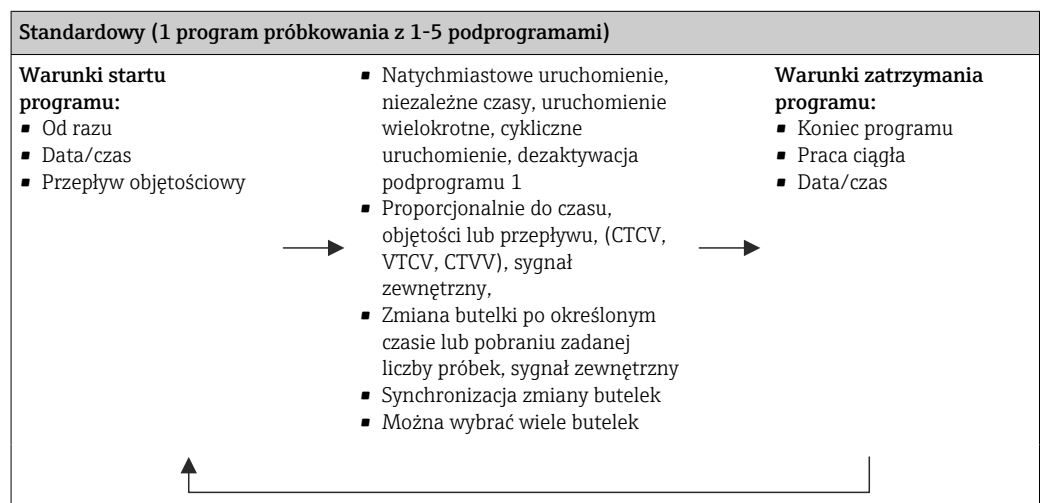 Standardowy (1 program próbkowania z 1-5 podprogramami)
Warunki startu
programu:
▪ Od razu
▪ Data/czas
▪ Przepływ objętościowy
▪ Natychmiastowe uruchomienie,
niezależne czasy, uruchomienie
wielokrotne, cykliczne
uruchomienie, dezaktywacja
podprogramu 1
▪ Proporcjonalnie do czasu,
objętości lub przepływu, (CTCV,
VTCV, CTVV), sygnał
zewnętrzny,
▪ Zmiana butelki po określonym
czasie lub pobraniu zadanej
liczby próbek, sygnał zewnętrzny
▪ Synchronizacja zmiany butelek
▪ Można wybrać wiele butelek
Warunki zatrzymania
programu:
▪ Koniec programu
▪ Praca ciągła
▪ Data/czas